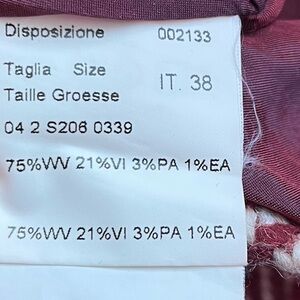 Disposizione 002133
Taglia Size
Taille Groesse IT. 38
04 2 S206 0339
75%WV 21%VI 3%PA 1%EA
75%WV 21%VI 3%PA 1%EA